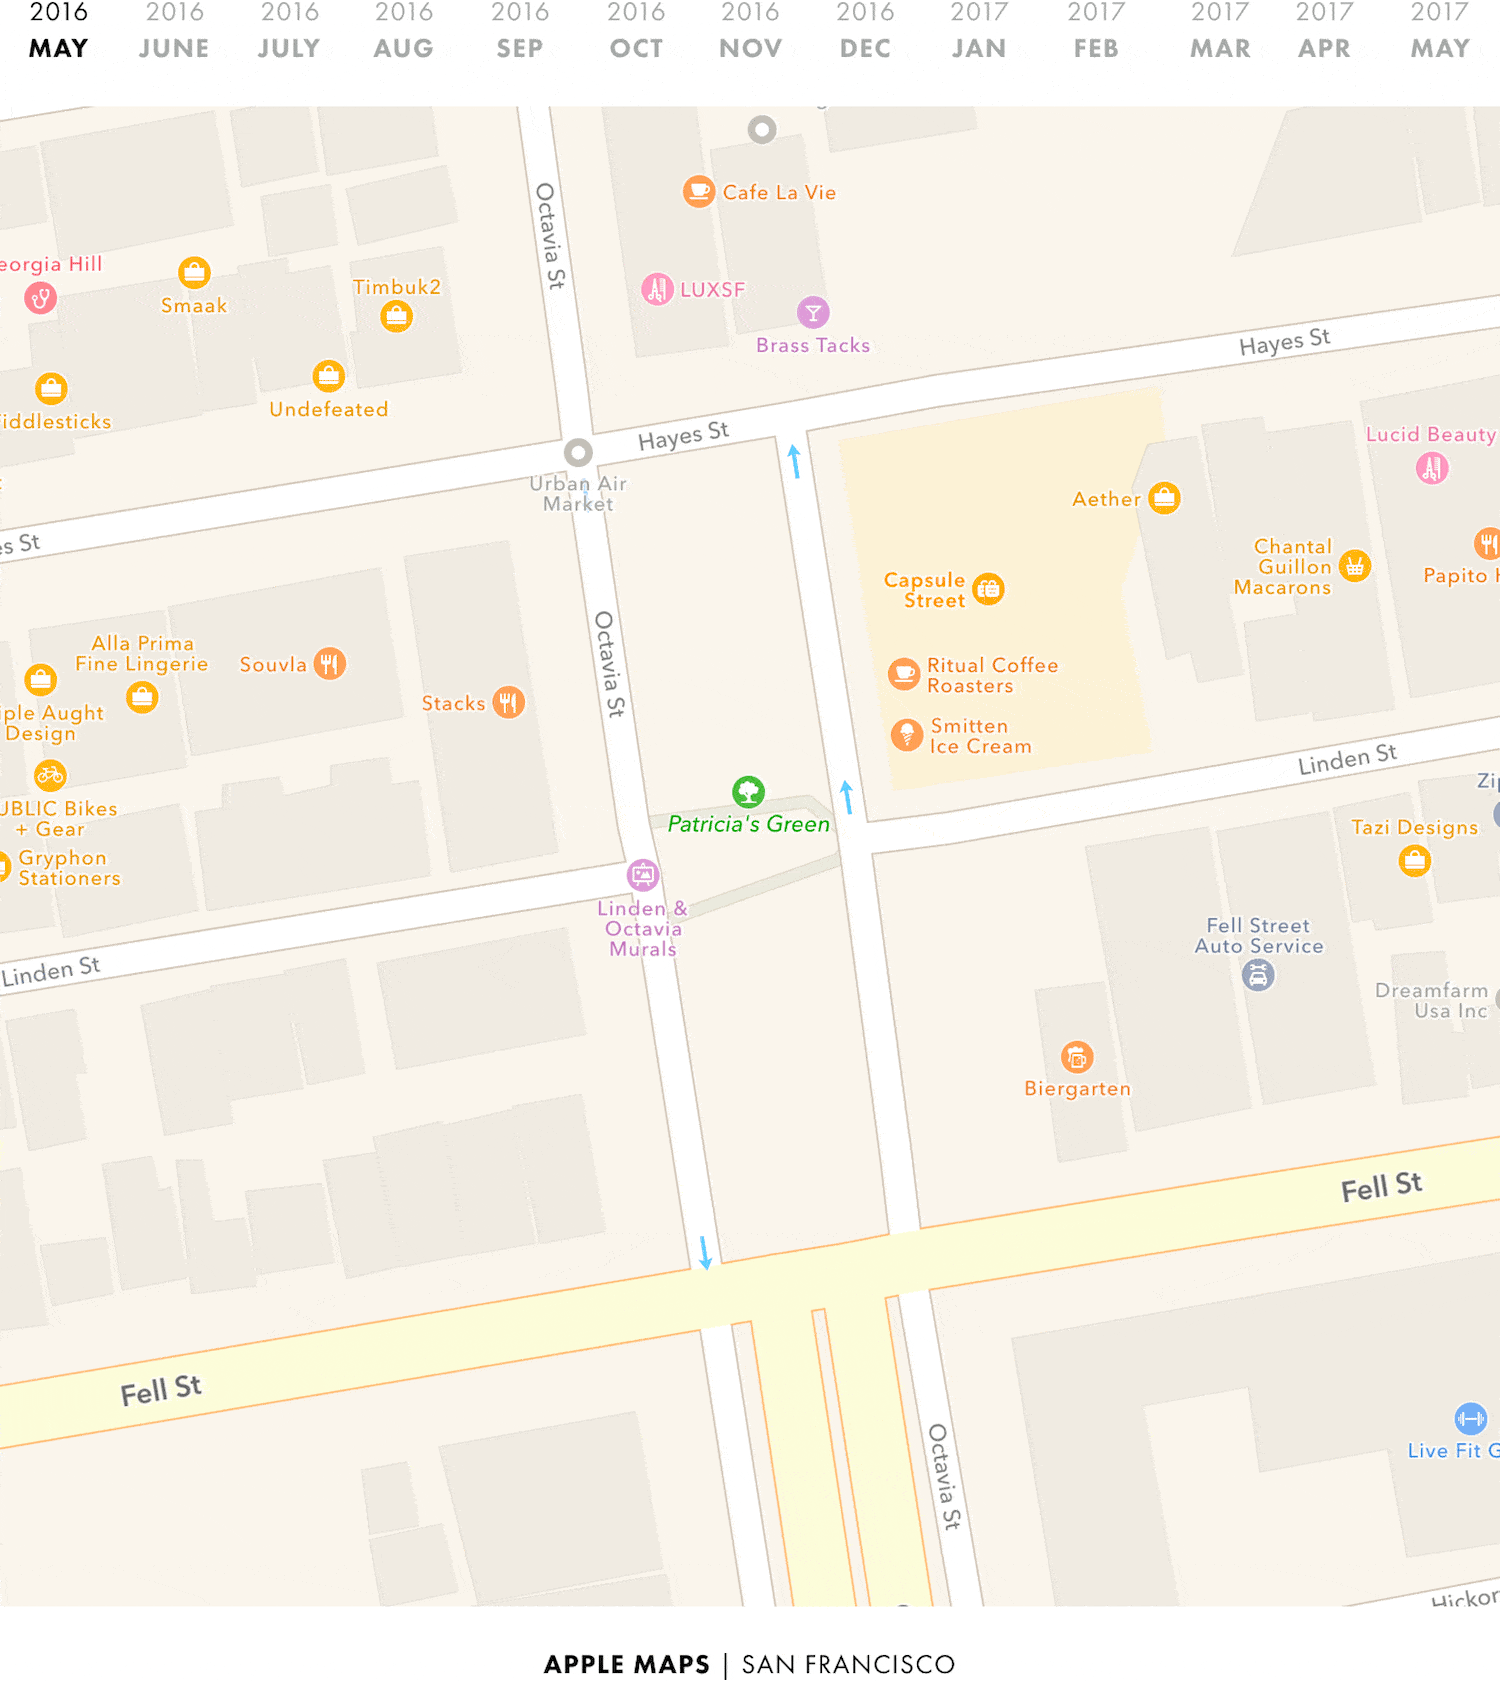 2016 2016 2016 2016 2016 2016 2016 2016 2017 2017 2017 2017 2017
MAY JUNE JULY AUG SEP OCT NOV DEC JAN FEB MAR APR MAY
Octavia St
Cafe La Vie
eorgia Hill
Smaak
Timbuk2
LUXSF
Brass Tacks
Hayes St
iddlesticks
Undefeated
Hayes St
Lucid Beauty
Urban Air
Market
Aether
es St
Chantal
Guillon
Macarons
Papito
Capsule
Street
Octavia St
Alla Prima
Fine Lingerie
Souvla
Stacks
Ritual Coffee
Roasters
iple Aught
Design
Smitten
Ice Cream
Linden St
UBLIC Bikes
+ Gear
Patricia's Green
Zip
Tazi Designs
Gryphon
Stationers
Linden &
Octavia
Murals
Fell Street
Auto Service
Linden St
Dreamfarm
Usa Inc
Biergarten
Fell St
Fell St
Octavia St
Live Fit G
Hickor
APPLE MAPS | SAN FRANCISCO